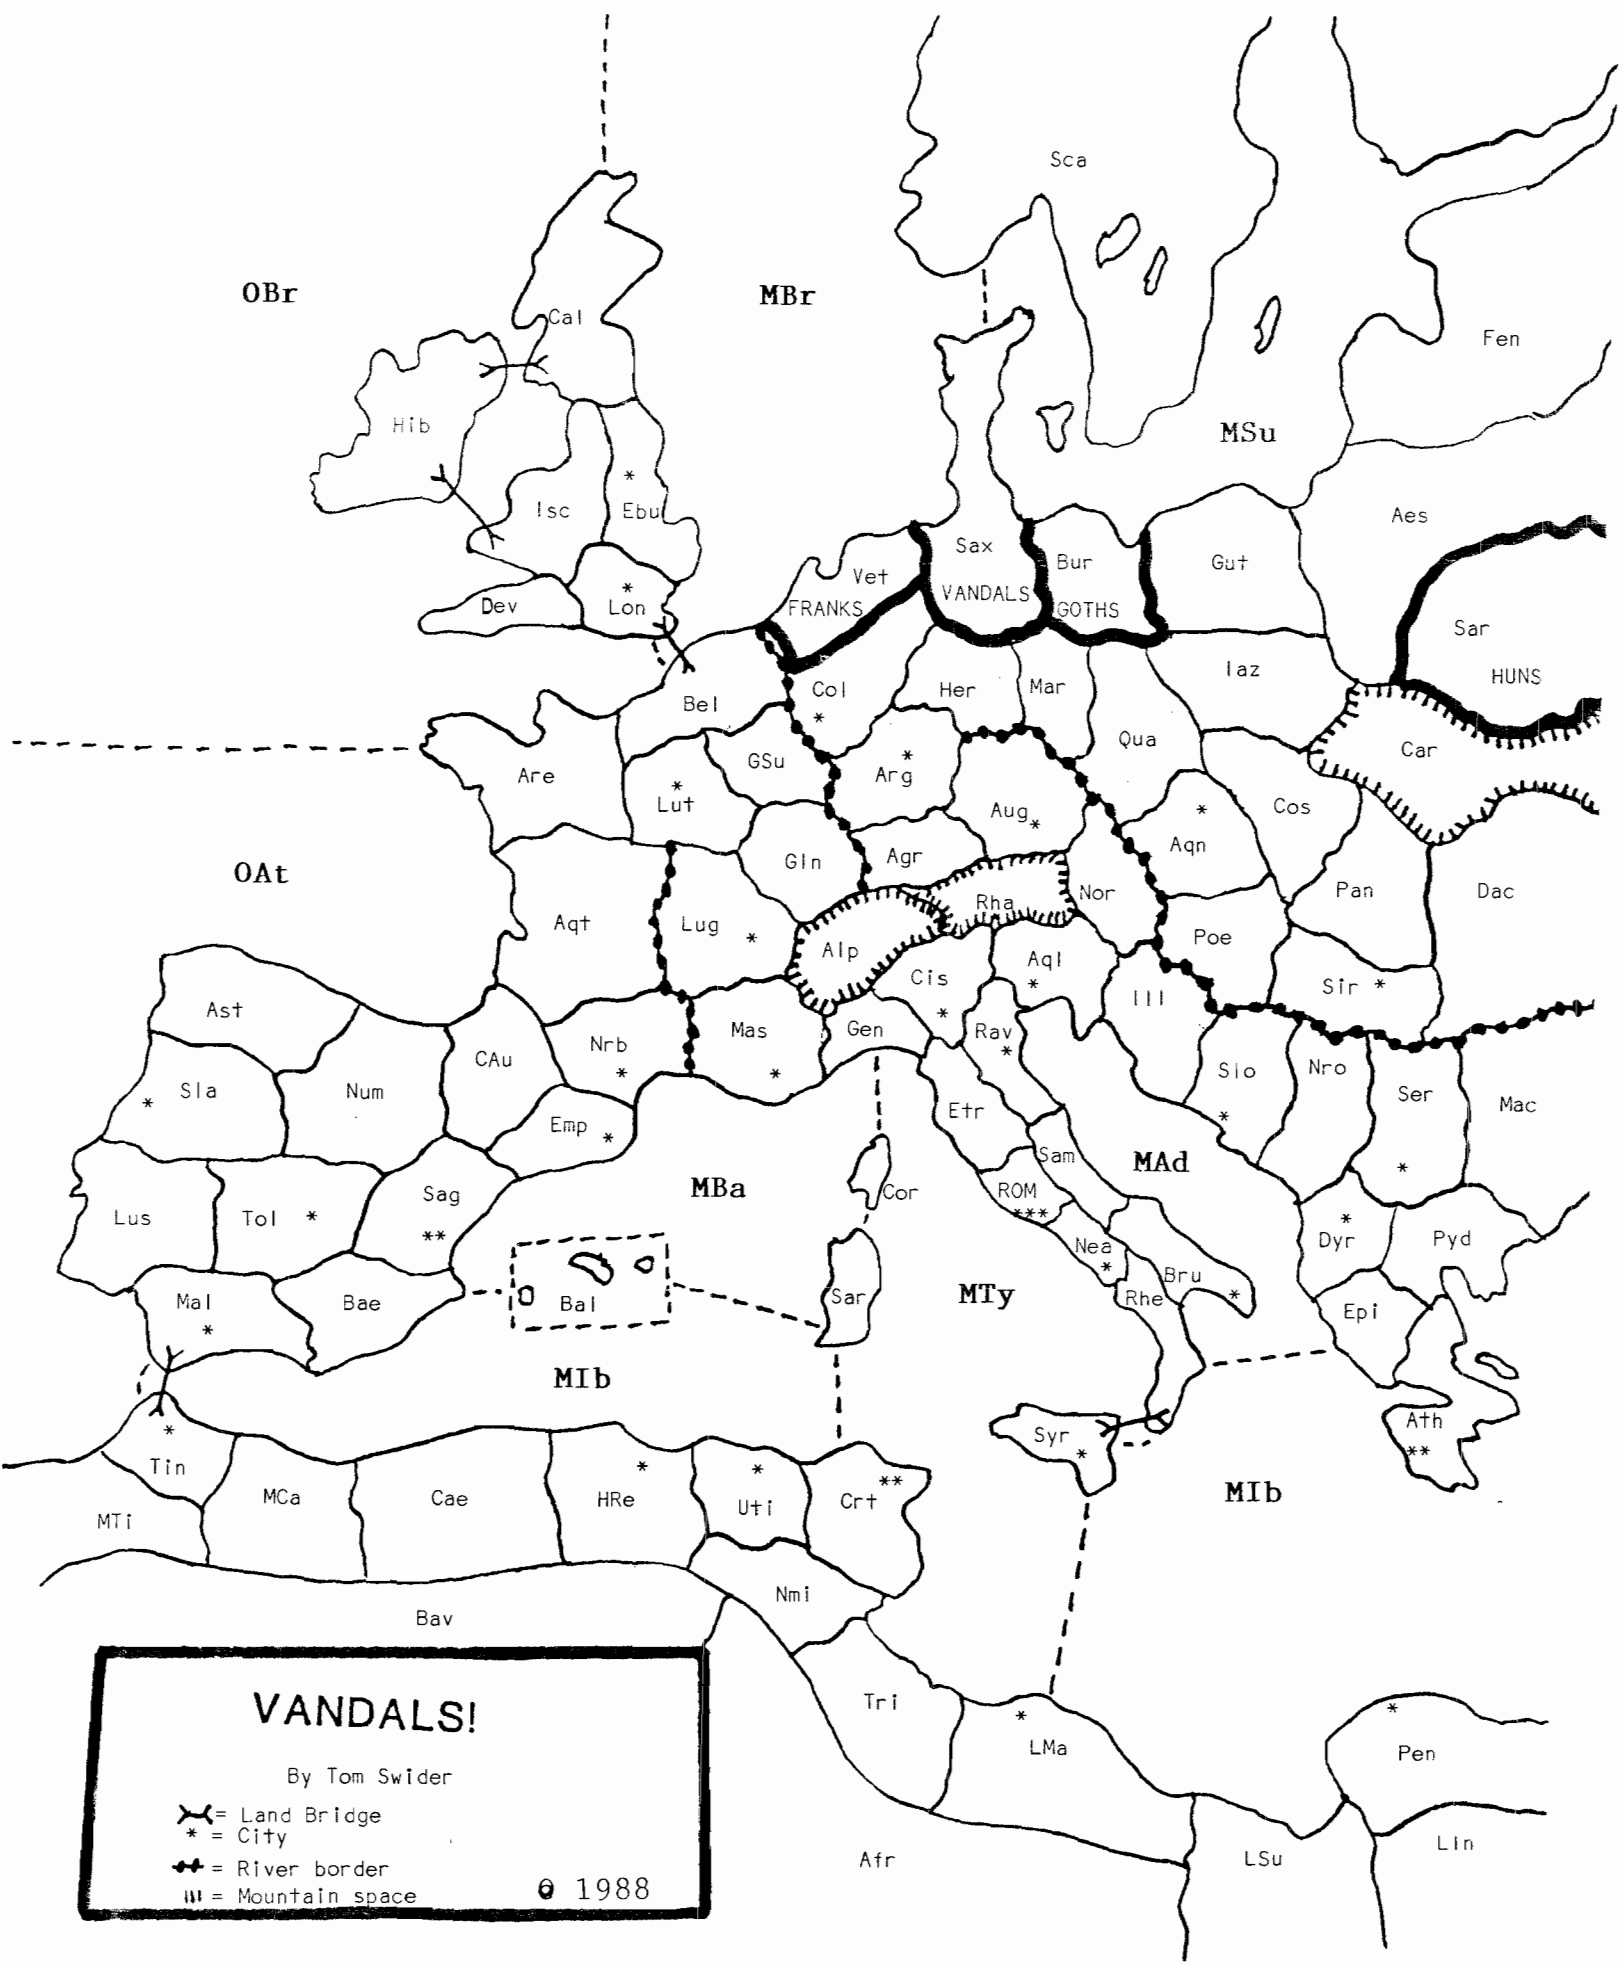 Sca
OBr
MBr
Cal
Fen
Hib
MSu
*
Isc
Ebu
Aes
Sax
Vet
Bur
Gut
*
VANDALS
Dev
Lon
FRANKS
GOTHS
Sar
HUNS
Iaz
Col
Her
Mar
Bel
*
Qua
Car
GSu
*
Are
Arg
*
Lut
Aug
*
*
Cos
Aqn
Gln
Agr
OAt
Rha
Nor
Pan
Dac
Aqt
Lug
*
Alp
Poe
Aql
*
Cis
*
Ill
Sir *
Ast
Nrb
*
Mas
*
Gen
Rav
*
CAu
Sla
*
Num
Slo
*
Nro
Ser
*
Mac
Etr
Emp *
Sam
MAd
MBa
Cor
ROM
***
Sag
**
Lus
Tol *
*
Dyr
Pyd
Nea
*
Bru
*
Rhe
MTy
Mal
*
Bae
Bal
Sar
Epi
MIb
Ath
**
Syr
*
*
Tin
*
HRe
*
Uti
**
Crt
MCa
Cae
MIb
MTi
Nmi
Bav
Tri
*
LMa
*
Pen
Afr
LSu
Lln
VANDALS!
By Tom Swider
= Land Bridge
* = City
= River border
= Mountain space
© 1988